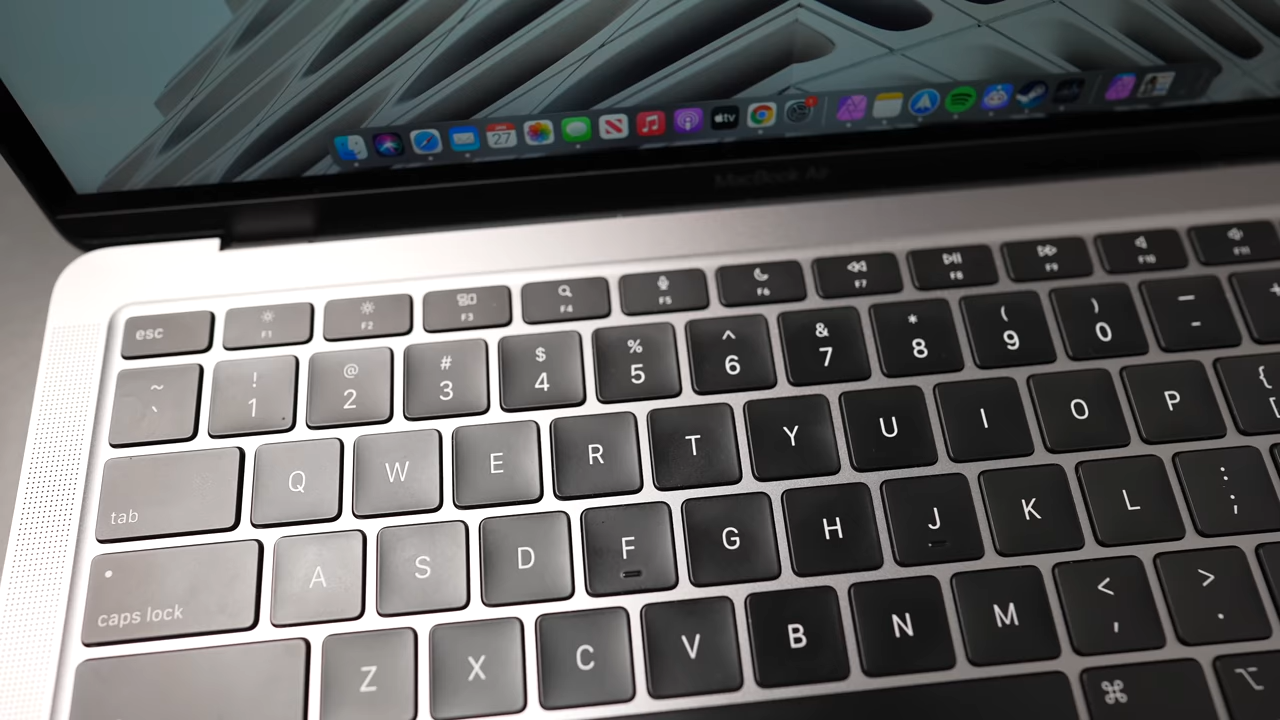 27
tv
MacBook Air
esc F1 F2 F3 F4 F5 F6 F7 F8 F9 F10 F11
~ ! @ # $ % ^ & * ( ) — +
` 1 2 3 4 5 6 7 8 9 0 -
tab Q W E R T Y U I O P { [
caps lock A S D F G H J K L : ;
Z X C V B N M < , > .
⌘ ⌥